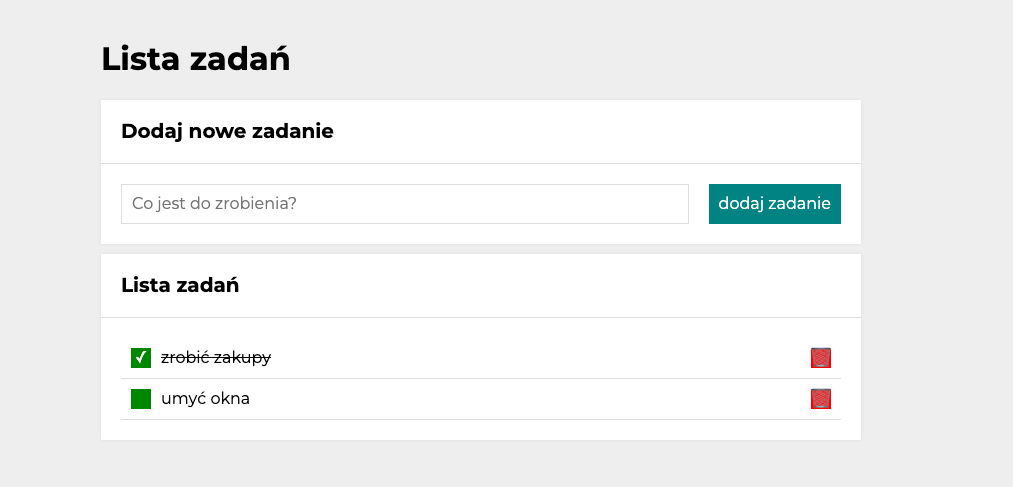 Lista zadań
Dodaj nowe zadanie
Co jest do zrobienia?
dodaj zadanie
Lista zadań
✓ zrobić zakupy
umyć okna